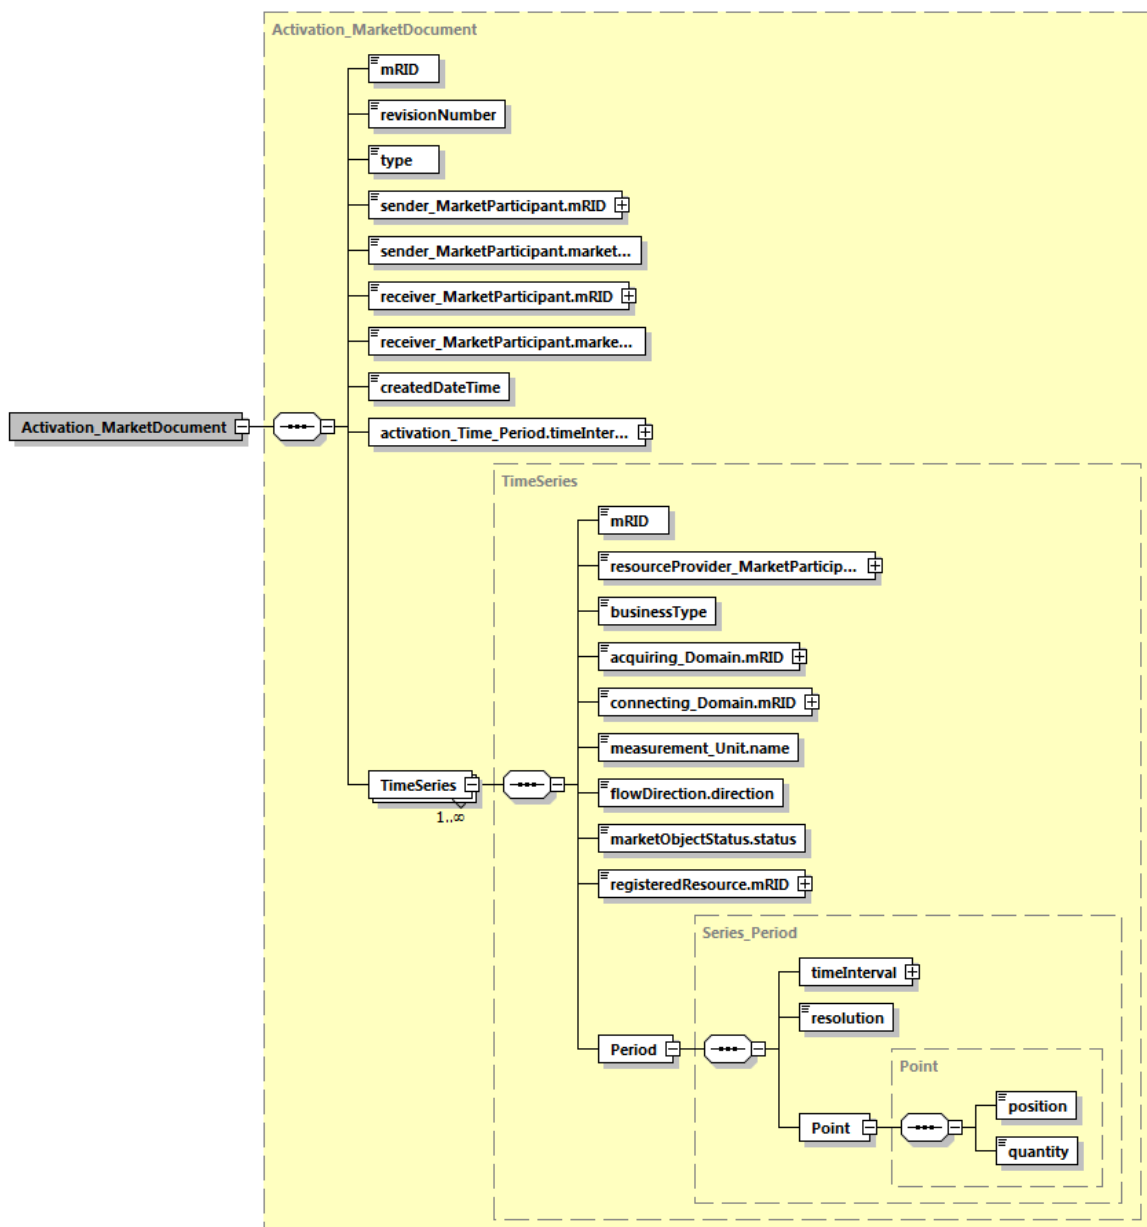 Activation_MarketDocument
mRID
revisionNumber
type
sender_MarketParticipant.mRID
sender_MarketParticipant.market...
receiver_MarketParticipant.mRID
receiver_MarketParticipant.marke...
createdDateTime
Activation_MarketDocument
activation_Time_Period.timeInter...
TimeSeries
mRID
resourceProvider_MarketParticip...
businessType
acquiring_Domain.mRID
connecting_Domain.mRID
measurement_Unit.name
TimeSeries
1..∞
flowDirection.direction
marketObjectStatus.status
registeredResource.mRID
Series_Period
timeInterval
resolution
Period
Point
Point
position
quantity